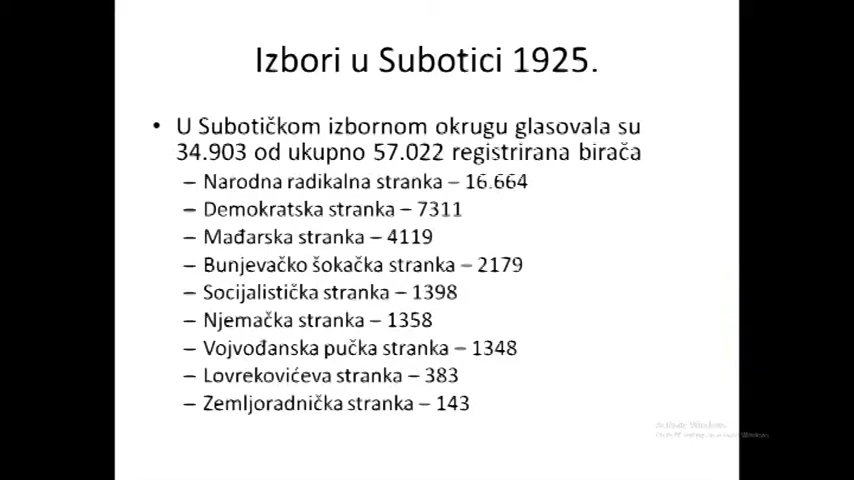 Izbori u Subotici 1925.
• U Subotičkom izbornom okrugu glasovala su
34.903 od ukupno 57.022 registrirana birača
– Narodna radikalna stranka – 16.664
– Demokratska stranka – 7311
– Mađarska stranka – 4119
– Bunjevačko šokačka stranka – 2179
– Socijalistička stranka – 1398
– Njemačka stranka – 1358
– Vojvođanska pučka stranka – 1348
– Lovrekovićeva stranka – 383
– Zemljoradnička stranka – 143
Activate Windows